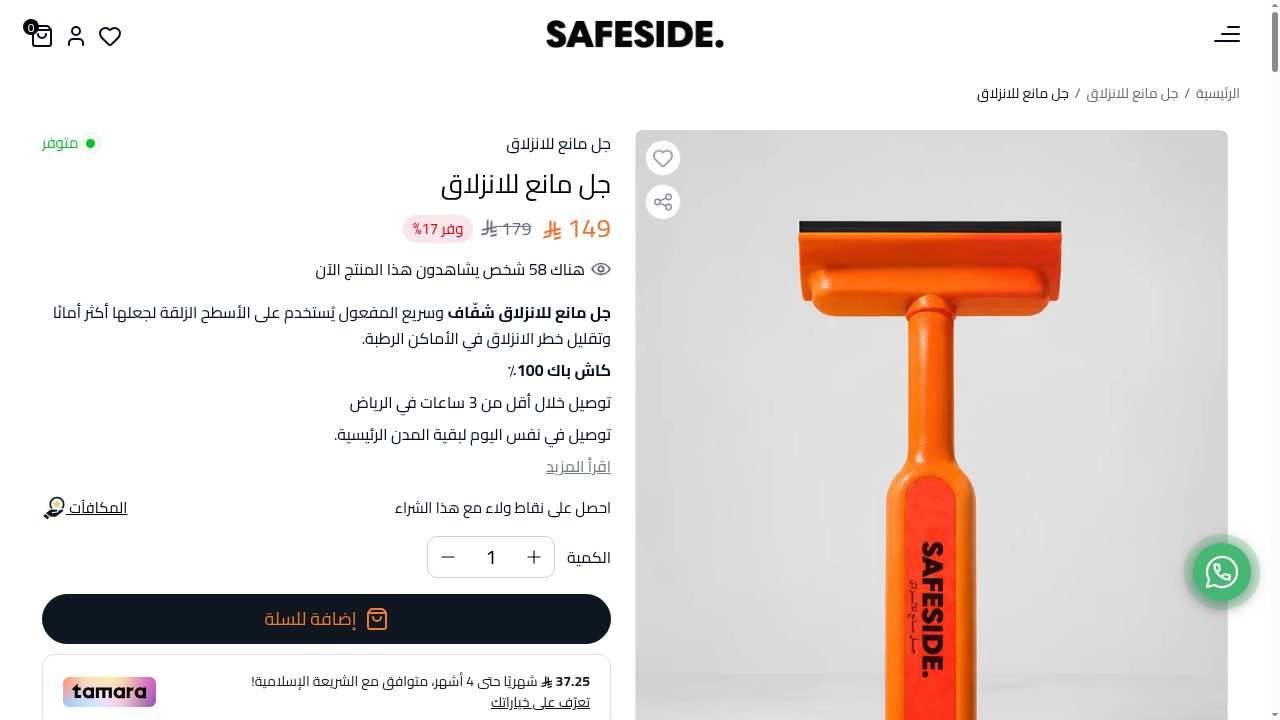 SAFESIDE.
0
الرئيسية / جل مانع للانزلاق / جل مانع للانزلاق
جل مانع للانزلاق
متوفر
جل مانع للانزلاق
149 179 وفر 17%
هناك 58 شخص يشاهدون هذا المنتج الآن
جل مانع للانزلاق شفّاف وسريع المفعول يُستخدم على الأسطح الزلقة لجعلها أكثر أمانًا
وتقليل خطر الانزلاق في الأماكن الرطبة.
كاش باك 100٪
توصيل خلال أقل من 3 ساعات في الرياض
توصيل في نفس اليوم لبقية المدن الرئيسية.
اقرأ المزيد
احصل على نقاط ولاء مع هذا الشراء
المكافآت
الكمية
1
إضافة للسلة
37.25 شهريًا حتى 4 أشهر، متوافق مع الشريعة الإسلامية!
تعرّف على خياراتك
tamara
SAFESIDE.
جل مانع للانزلاق